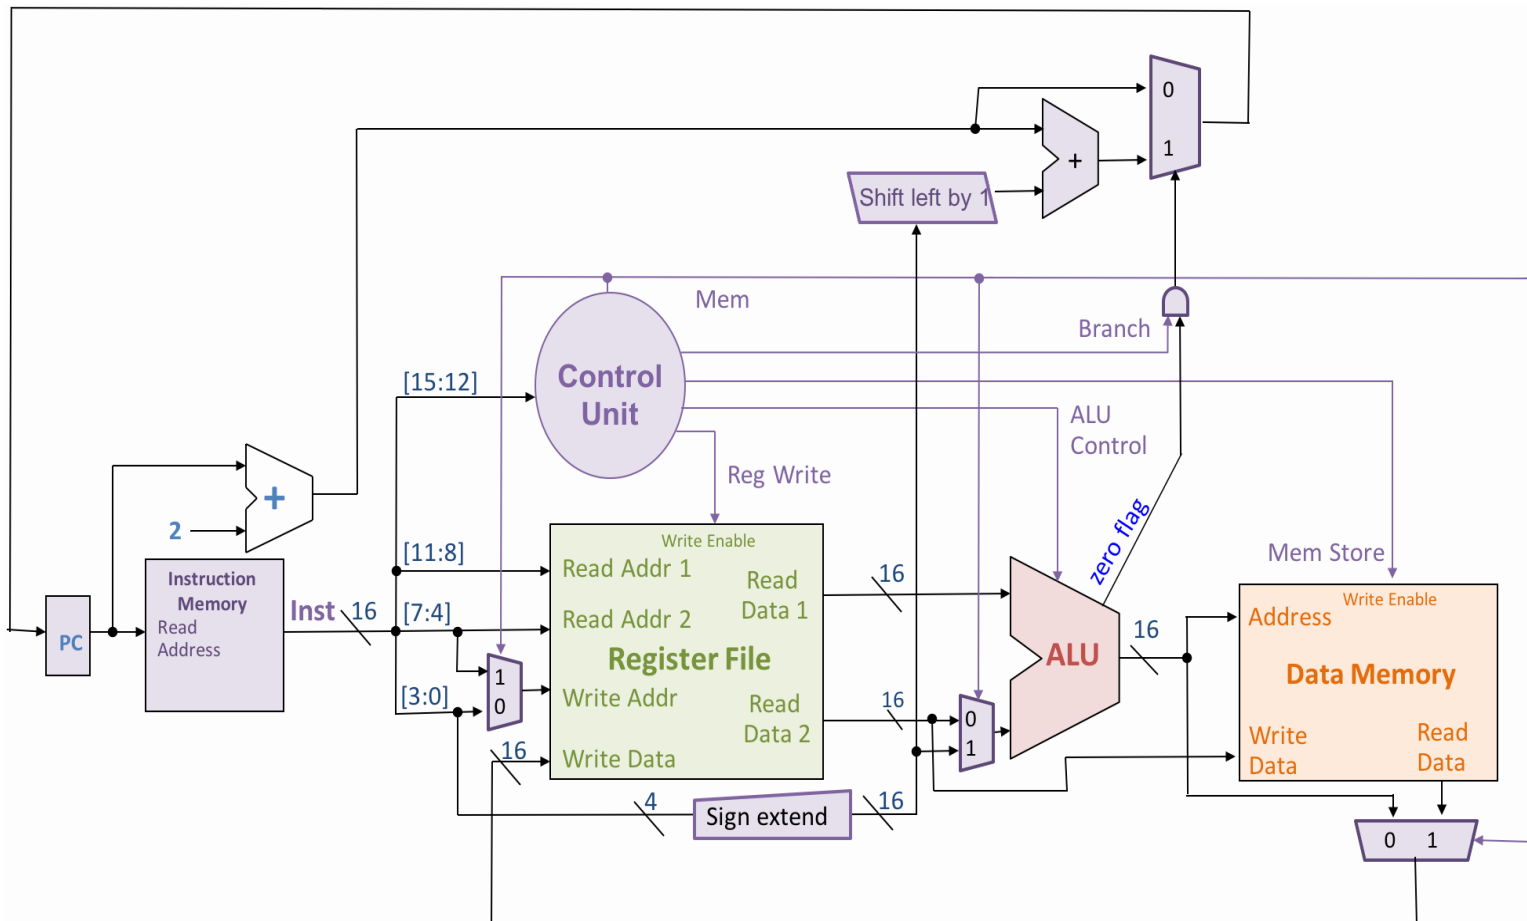 0
1
+
Shift left by 1
Mem
Branch
Control
Unit
[15:12]
ALU
Control
Reg Write
+
2
zero flag
Instruction
Memory
Read
Address
Inst
16
PC
[11:8]
[7:4]
[3:0]
1
0
16
Write Enable
Read Addr 1
Read
Data 1
Read Addr 2
Register File
Write Addr
Read
Data 2
Write Data
16
16
0
1
ALU
16
Mem Store
Write Enable
Address
Data Memory
Write
Data
Read
Data
4
Sign extend
16
0 1